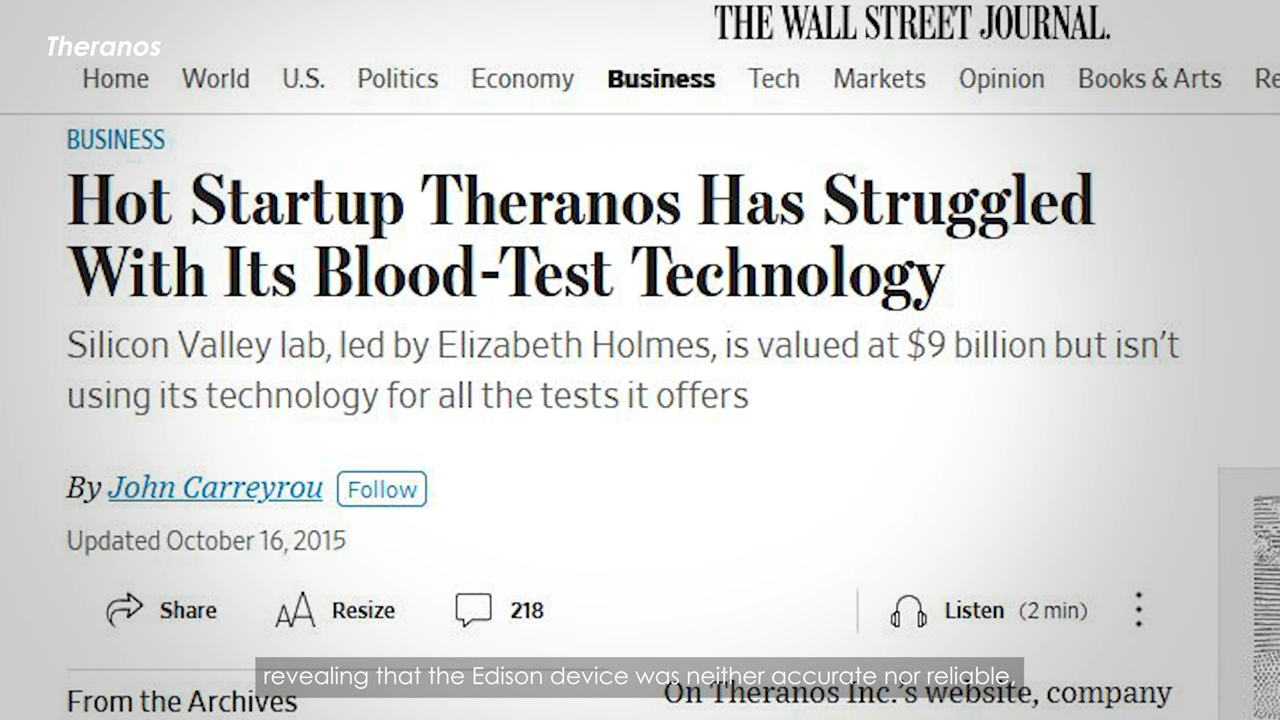 THE WALL STREET JOURNAL.
Theranos
Home World U.S. Politics Economy Business Tech Markets Opinion Books & Arts Re
BUSINESS
Hot Startup Theranos Has Struggled
With Its Blood-Test Technology
Silicon Valley lab, led by Elizabeth Holmes, is valued at $9 billion but isn't
using its technology for all the tests it offers
By John Carreyrou Follow
Updated October 16, 2015
Share Resize 218 Listen (2 min)
revealing that the Edison device was neither accurate nor reliable,
From the Archives
On Theranos Inc.'s website, company